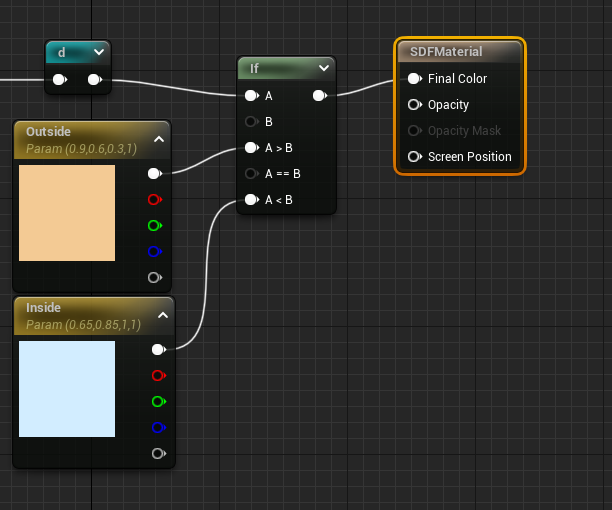 d
If
SDFMaterial
A
Final Color
B
Opacity
Outside
Param (0.9,0.6,0.3,1)
A > B
Opacity Mask
A == B
Screen Position
A < B
Inside
Param (0.65,0.85,1,1)